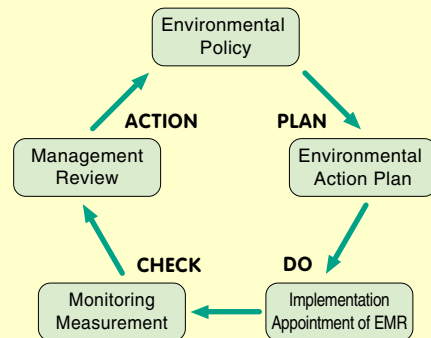 Environmental
Policy
ACTION
PLAN
Management
Review
Environmental
Action Plan
CHECK
DO
Monitoring
Measurement
Implementation
Appointment of EMR